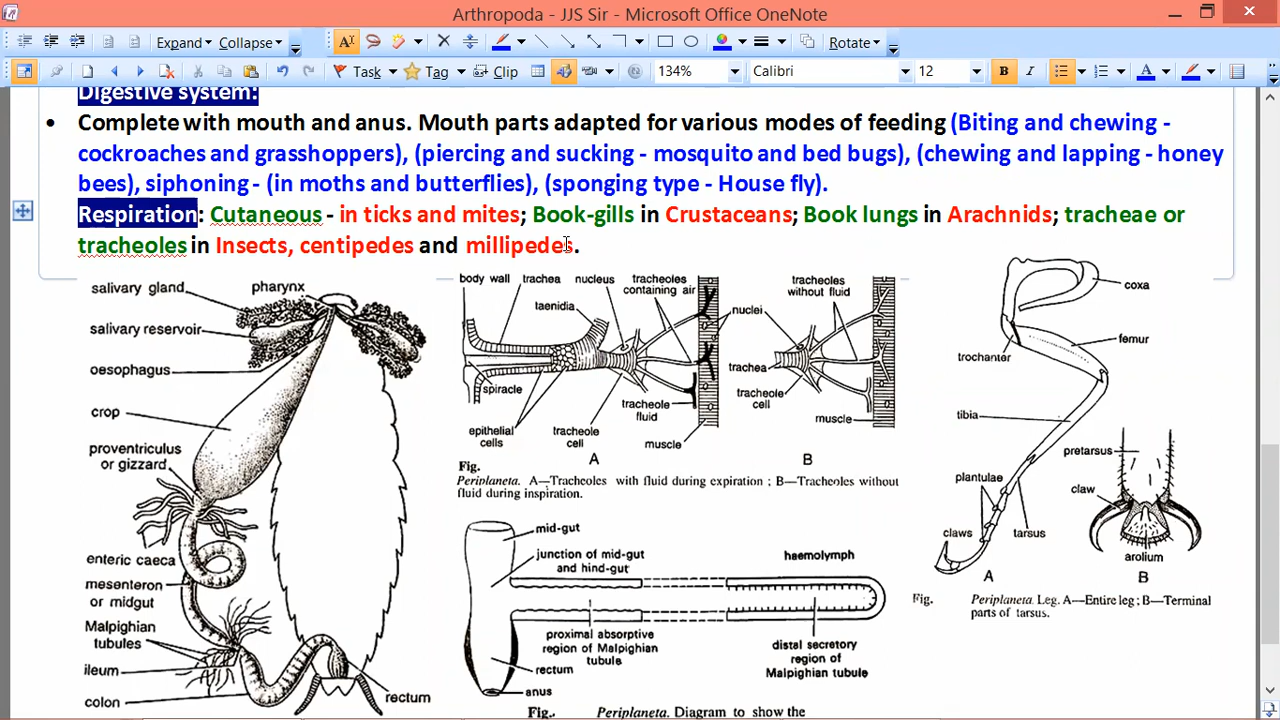 Arthropoda - JJS Sir - Microsoft Office OneNote
Expand Collapse Rotate
Task Tag Clip 134% Calibri 12 B A
Digestive system:
• Complete with mouth and anus. Mouth parts adapted for various modes of feeding (Biting and chewing -
cockroaches and grasshoppers), (piercing and sucking - mosquito and bed bugs), (chewing and lapping - honey
bees), siphoning - (in moths and butterflies), (sponging type - House fly).
Respiration: Cutaneous - in ticks and mites; Book-gills in Crustaceans; Book lungs in Arachnids; tracheae or
tracheoles in Insects, centipedes and millipedes.
salivary gland
pharynx
salivary reservoir
oesophagus
crop
proventriculus
or gizzard
enteric caeca
mesenteron
or midgut
Malpighian
tubules
ileum
colon
rectum
body wall
trachea
nucleus
tracheoles
containing air
taenidia
spiracle
epithelial
cells
tracheole
cell
tracheole
fluid
muscle
A
tracheoles
without fluid
nuclei
trachea
tracheole
cell
muscle
B
Fig.
Periplaneta. A—Tracheoles with fluid during expiration ; B—Tracheoles without
fluid during inspiration.
mid-gut
junction of mid-gut
and hind-gut
haemolymph
proximal absorptive
region of Malpighian
tubule
distal secretory
region of
Malpighian tubule
rectum
anus
Fig..
Periplaneta. Diagram to show the
coxa
femur
trochanter
tibia
plantulae
claws
tarsus
A
pretarsus
claw
arolium
B
Fig.
Periplaneta. Leg. A—Entire leg ; B—Terminal
parts of tarsus.